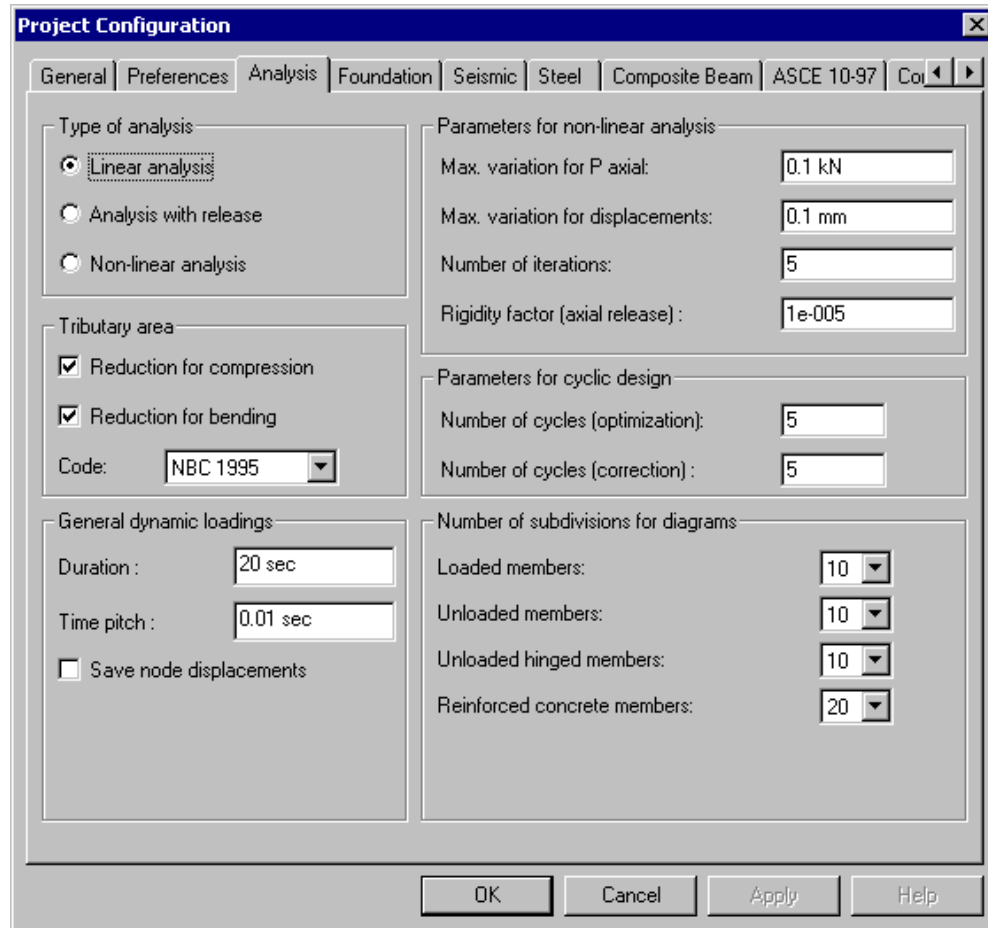 Project Configuration
General Preferences Analysis Foundation Seismic Steel Composite Beam ASCE 10-97
Type of analysis
Linear analysis
Analysis with release
Non-linear analysis
Parameters for non-linear analysis
Max. variation for P axial: 0.1 kN
Max. variation for displacements: 0.1 mm
Number of iterations: 5
Rigidity factor (axial release) : 1e-005
Tributary area
Reduction for compression
Reduction for bending
Code: NBC 1995
Parameters for cyclic design
Number of cycles (optimization): 5
Number of cycles (correction) : 5
General dynamic loadings
Duration : 20 sec
Time pitch : 0.01 sec
Save node displacements
Number of subdivisions for diagrams
Loaded members: 10
Unloaded members: 10
Unloaded hinged members: 10
Reinforced concrete members: 20
OK Cancel Apply Help